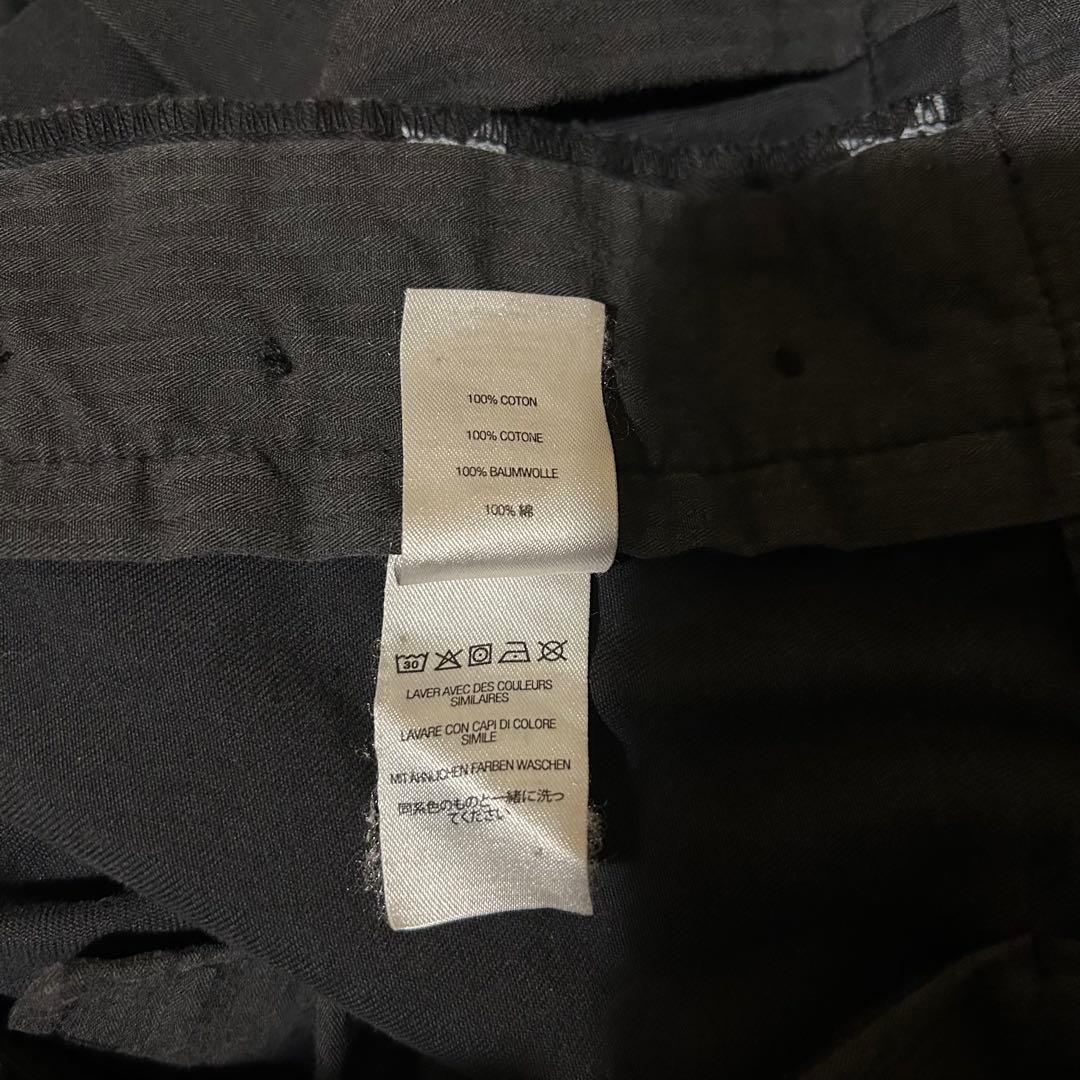 100% COTON
100% COTONE
100% BAUMWOLLE
100% 綿
30
LAVER AVEC DES COULEURS
SIMILAIRES
LAVARE CON CAPI DI COLORE
SIMILE
MIT ÄHNLICHEN FARBEN WASCHEN
同系色のものと一緒に洗っ
てください